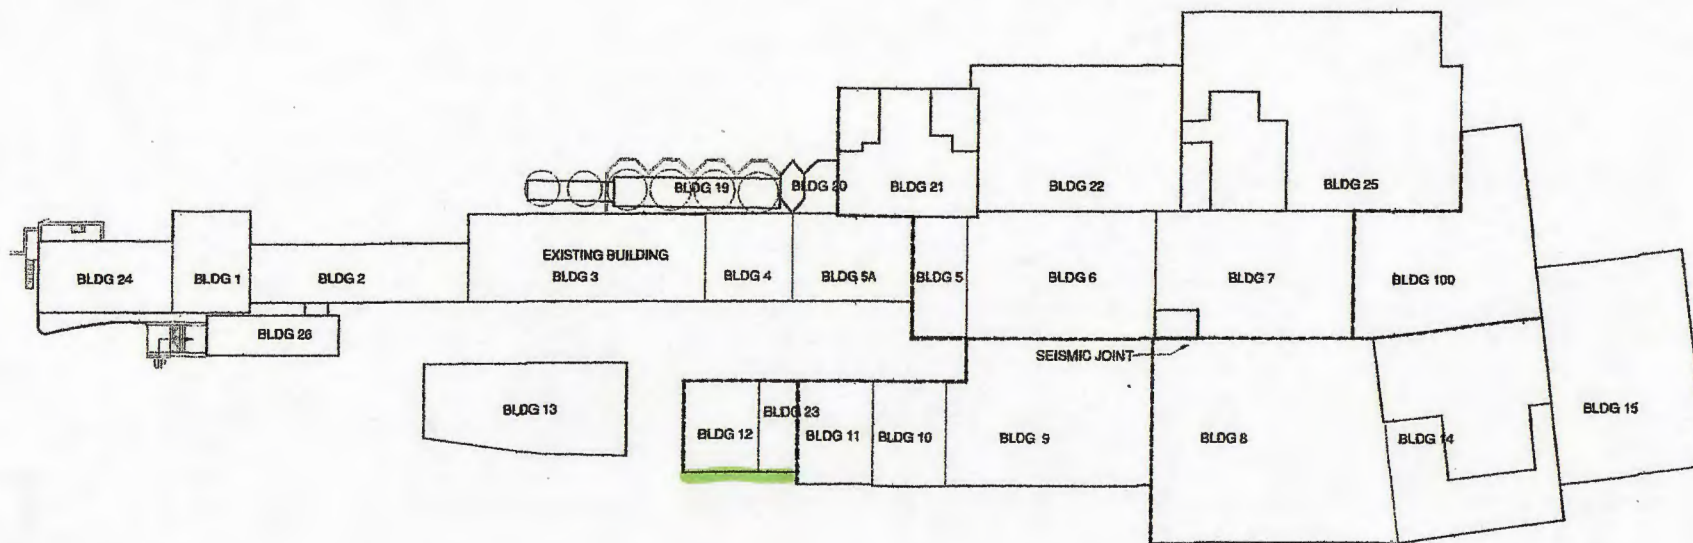 BLDG 19
BLDG 20
BLDG 21
BLDG 22
BLDG 25
BLDG 24
BLDG 1
BLDG 2
EXISTING BUILDING
BLDG 3
BLDG 4
BLDG 5A
BLDG 5
BLDG 6
BLDG 7
BLDG 100
BLDG 26
SEISMIC JOINT
BLDG 13
BLDG 12
BLDG 23
BLDG 11
BLDG 10
BLDG 9
BLDG 8
BLDG 14
BLDG 15